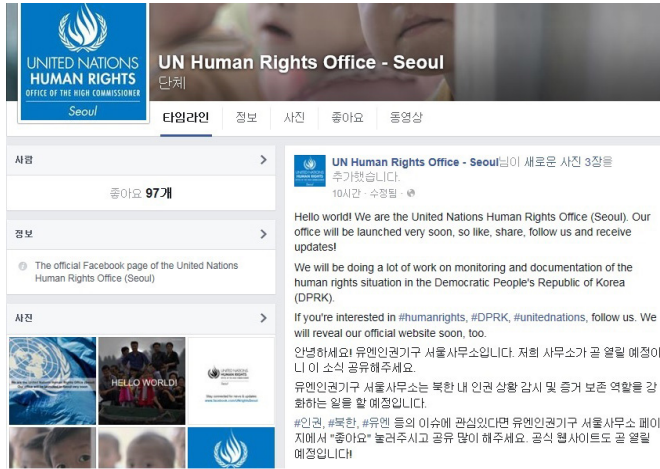 UNITED NATIONS
HUMAN RIGHTS
OFFICE OF THE HIGH COMMISSIONER
Seoul
UN Human Rights Office - Seoul
단체
타임라인 정보 사진 좋아요 동영상
사람
좋아요 97개
정보
The official Facebook page of the United Nations
Human Rights Office (Seoul)
사진
HELLO WORLD!
UN Human Rights Office - Seoul님이 새로운 사진 3장을
추가했습니다.
10시간 · 수정됨 ·
Hello world! We are the United Nations Human Rights Office (Seoul). Our
office will be launched very soon, so like, share, follow us and receive
updates!
We will be doing a lot of work on monitoring and documentation of the
human rights situation in the Democratic People's Republic of Korea
(DPRK).
If you're interested in #humanrights, #DPRK, #unitednations, follow us. We
will reveal our official website soon, too.
안녕하세요! 유엔인권기구 서울사무소입니다. 저희 사무소가 곧 열릴 예정이
니 이 소식 공유해주세요.
유엔인권기구 서울사무소는 북한 내 인권 상황 감시 및 증거 보존 역할을 강
화하는 일을 할 예정입니다.
#인권, #북한, #유엔 등의 이슈에 관심있다면 유엔인권기구 서울사무소 페이
지에서 "좋아요" 눌러주시고 공유 많이 해주세요. 공식 웹사이트도 곧 열릴
예정입니다!